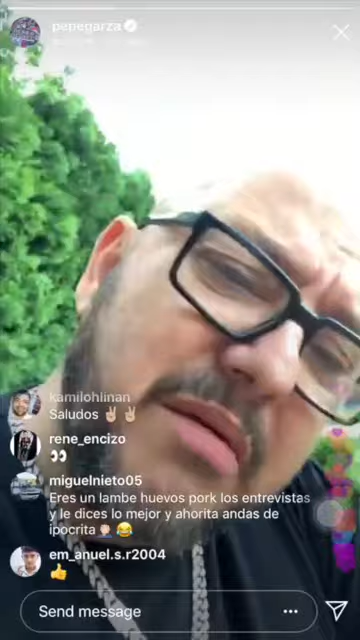 pepegarza
kamilohlinan
Saludos ✌🏼✌🏼
rene_encizo
👀
miguelnieto05
Eres un lambe huevos pork los entrevistas
y le dices lo mejor y ahorita andas de
ipocrita🤦🏻‍♂️😂
em_anuel.s.r2004
👍
Send message